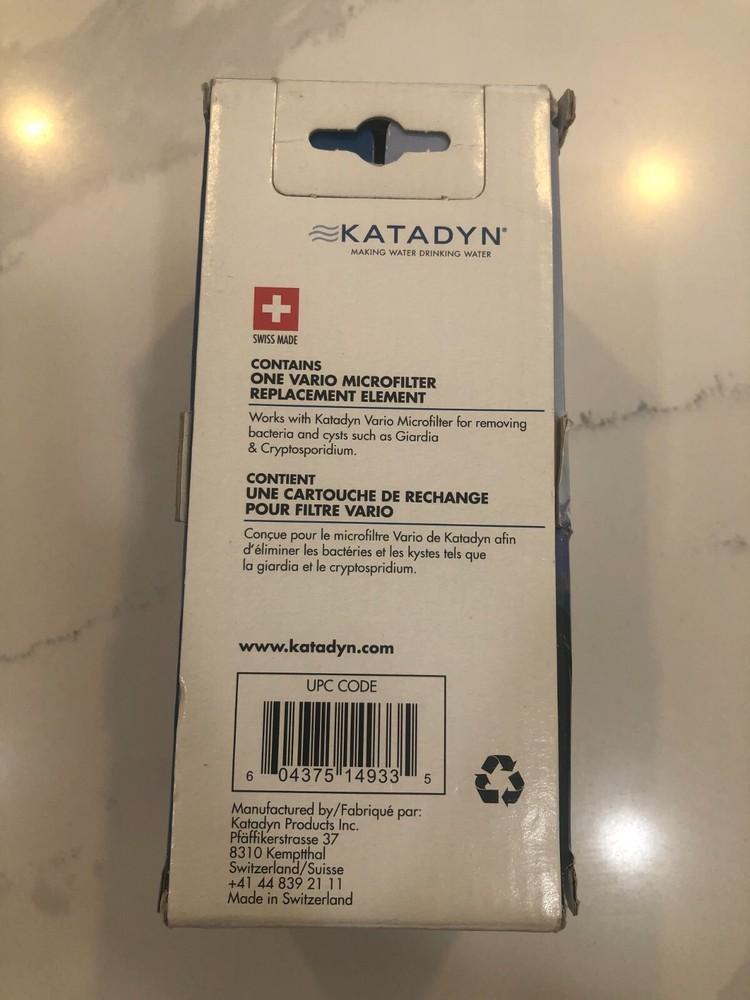 KATADYN®
MAKING WATER DRINKING WATER
SWISS MADE
CONTAINS
ONE VARIO MICROFILTER
REPLACEMENT ELEMENT
Works with Katadyn Vario Microfilter for removing
bacteria and cysts such as Giardia
& Cryptosporidium.
CONTIENT
UNE CARTOUCHE DE RECHANGE
POUR FILTRE VARIO
Conçue pour le microfiltre Vario de Katadyn afin
d'éliminer les bactéries et les kystes tels que
la giardia et le cryptospridium.
www.katadyn.com
UPC CODE
6 04375 14933 5
Manufactured by/Fabriqué par:
Katadyn Products Inc.
Pfäffikerstrasse 37
8310 Kemptthal
Switzerland/Suisse
+41 44 839 21 11
Made in Switzerland